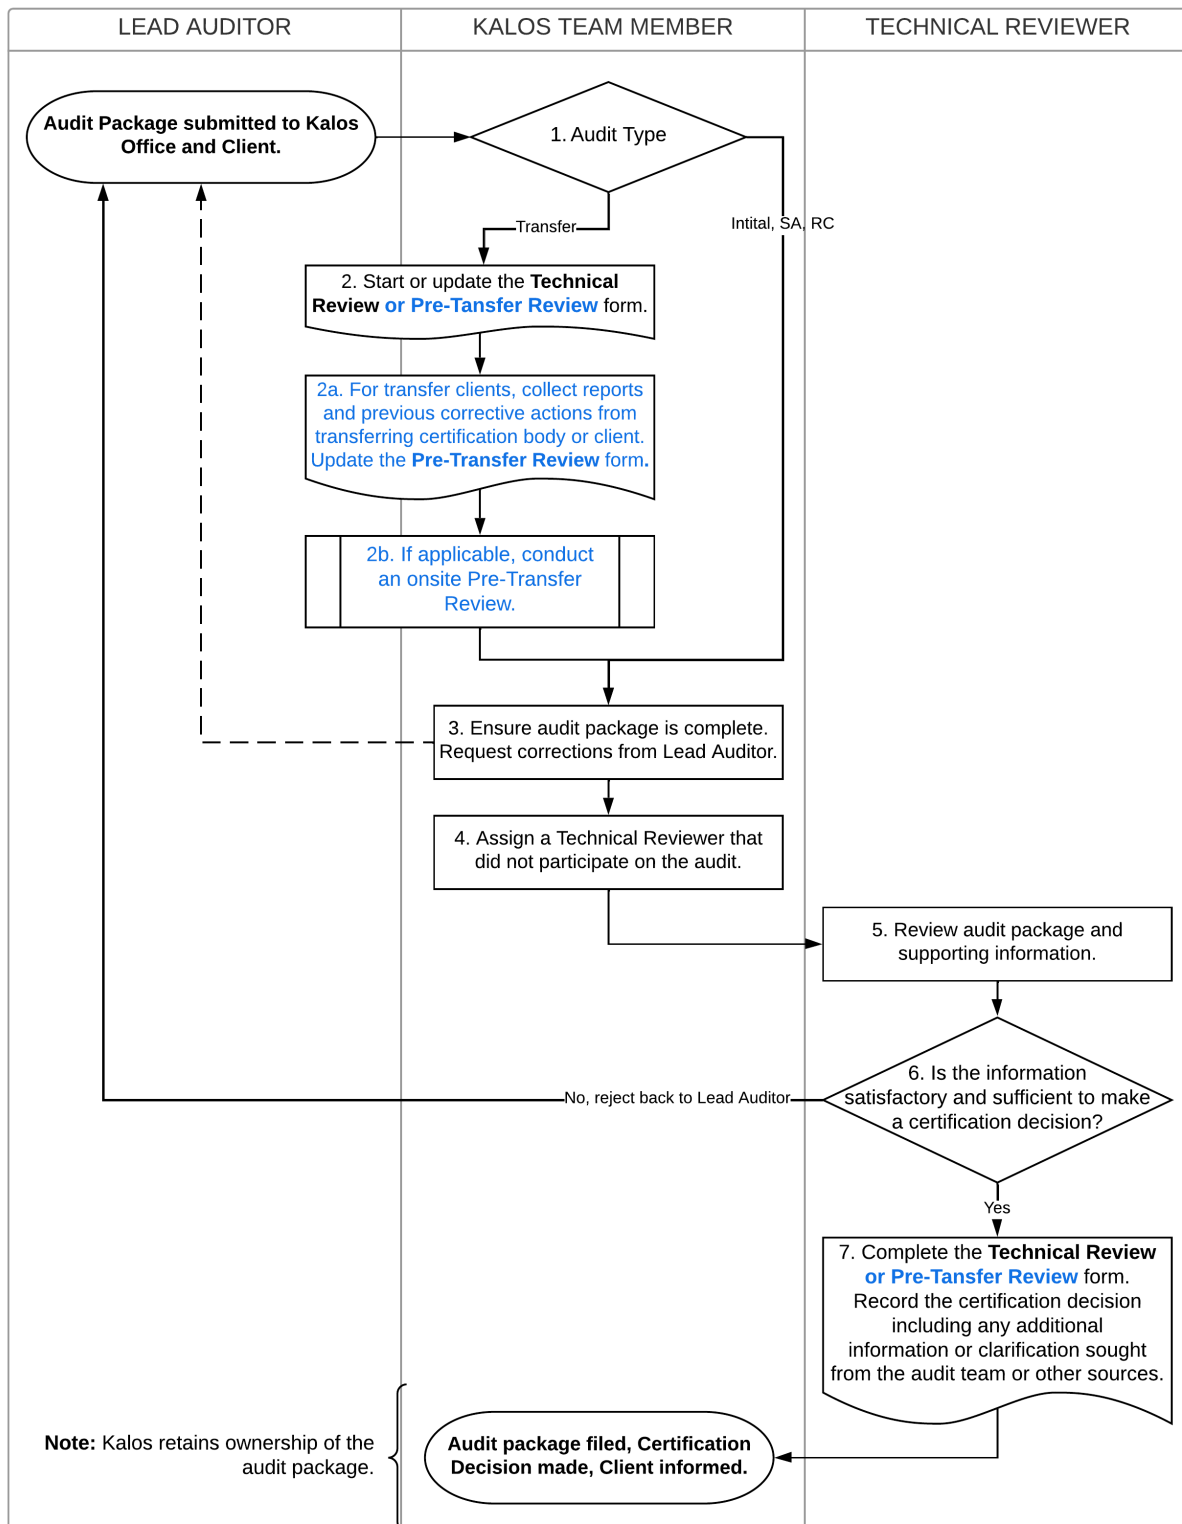 LEAD AUDITOR
KALOS TEAM MEMBER
TECHNICAL REVIEWER
Audit Package submitted to Kalos
Office and Client.
1. Audit Type
Transfer
Intital, SA, RC
2. Start or update the Technical
Review or Pre-Tansfer Review form.
2a. For transfer clients, collect reports
and previous corrective actions from
transferring certification body or client.
Update the Pre-Transfer Review form.
2b. If applicable, conduct
an onsite Pre-Transfer
Review.
3. Ensure audit package is complete.
Request corrections from Lead Auditor.
4. Assign a Technical Reviewer that
did not participate on the audit.
5. Review audit package and
supporting information.
6. Is the information
satisfactory and sufficient to make
a certification decision?
No, reject back to Lead Auditor
Yes
7. Complete the Technical Review
or Pre-Tansfer Review form.
Record the certification decision
including any additional
information or clarification sought
from the audit team or other sources.
Note: Kalos retains ownership of the
audit package.
Audit package filed, Certification
Decision made, Client informed.